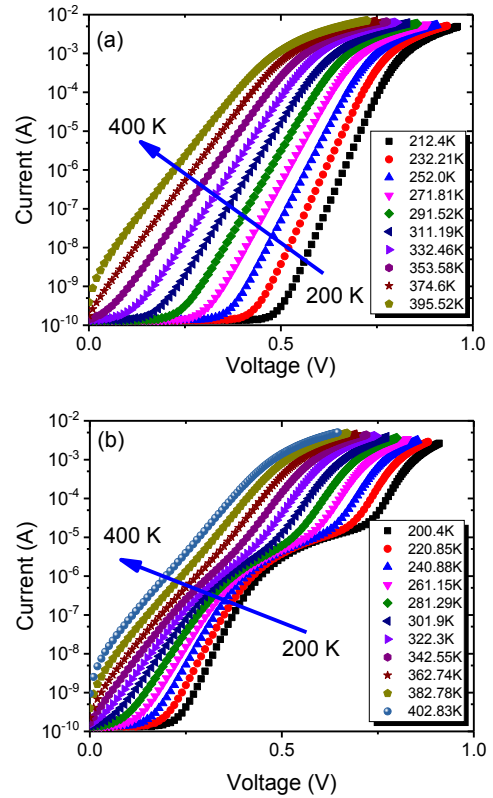 (a)
Current (A)
10⁻²
10⁻³
10⁻⁴
10⁻⁵
10⁻⁶
10⁻⁷
10⁻⁸
10⁻⁹
10⁻¹⁰
400 K
200 K
212.4K
232.21K
252.0K
271.81K
291.52K
311.19K
332.46K
353.58K
374.6K
395.52K
0.0 0.5 1.0
Voltage (V)
(b)
Current (A)
10⁻²
10⁻³
10⁻⁴
10⁻⁵
10⁻⁶
10⁻⁷
10⁻⁸
10⁻⁹
10⁻¹⁰
400 K
200 K
200.4K
220.85K
240.88K
261.15K
281.29K
301.9K
322.3K
342.55K
362.74K
382.78K
402.83K
0.0 0.5 1.0
Voltage (V)